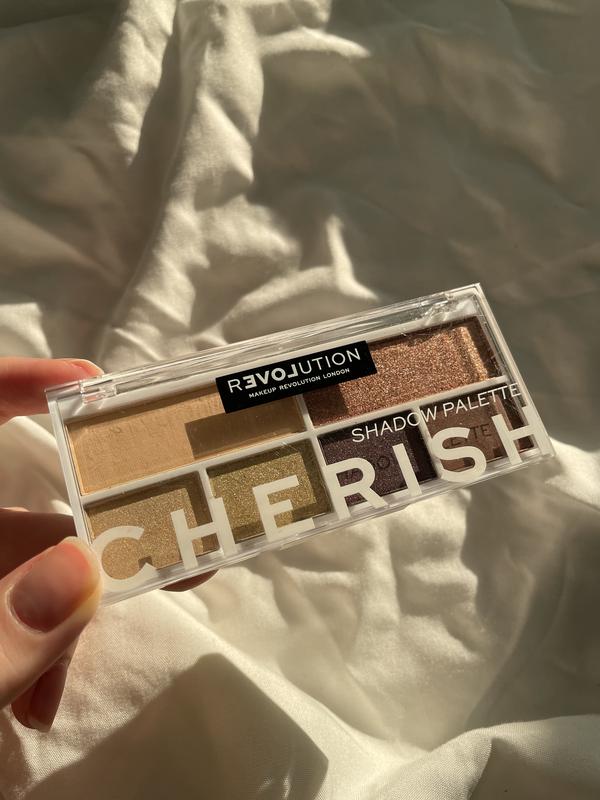 REVOLUTION
MAKEUP REVOLUTION LONDON
SHADOW PALETTE
CHERISH